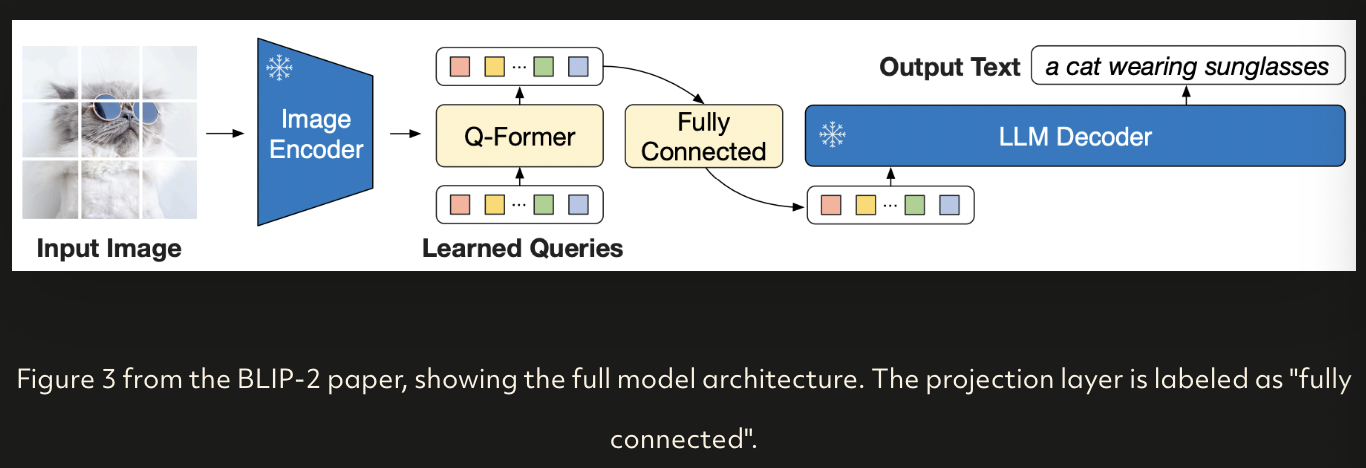 Output Text
a cat wearing sunglasses
Image
Encoder
Q-Former
Fully
Connected
LLM Decoder
...
...
...
Input Image
Learned Queries
Figure 3 from the BLIP-2 paper, showing the full model architecture. The projection layer is labeled as "fully
connected".